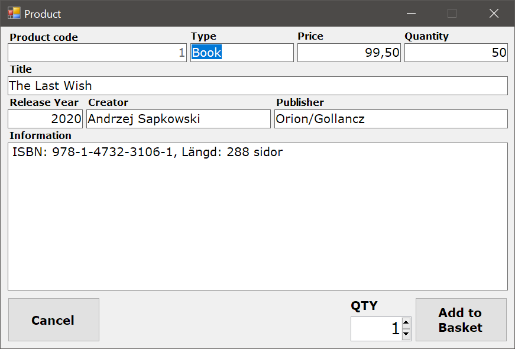 Product
Product code Type Price Quantity
1 Book 99,50 50
Title
The Last Wish
Release Year Creator Publisher
2020 Andrzej Sapkowski Orion/Gollancz
Information
ISBN: 978-1-4732-3106-1, Längd: 288 sidor
Cancel
QTY
1
Add to
Basket